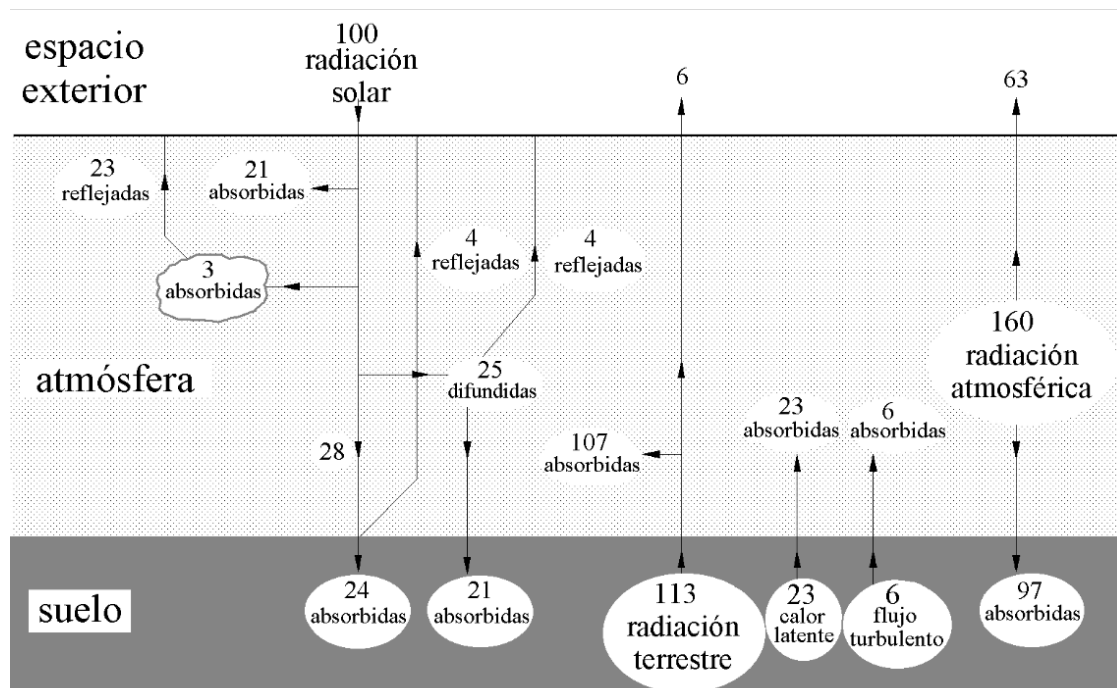 espacio
exterior
100
radiación
solar
6
63
23
reflejadas
21
absorbidas
4
reflejadas
4
reflejadas
3
absorbidas
atmósfera
25
difundidas
28
107
absorbidas
23
absorbidas
6
absorbidas
160
radiación
atmosférica
suelo
24
absorbidas
21
absorbidas
113
radiación
terrestre
23
calor
latente
6
flujo
turbulento
97
absorbidas